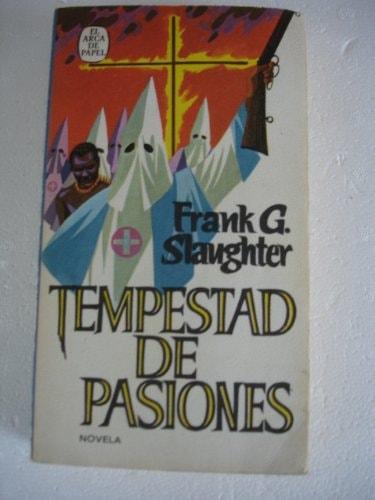 EL
ARCA DE
PAPEL
Frank G.
Slaughter
TEMPESTAD
DE
PASIONES
NOVELA